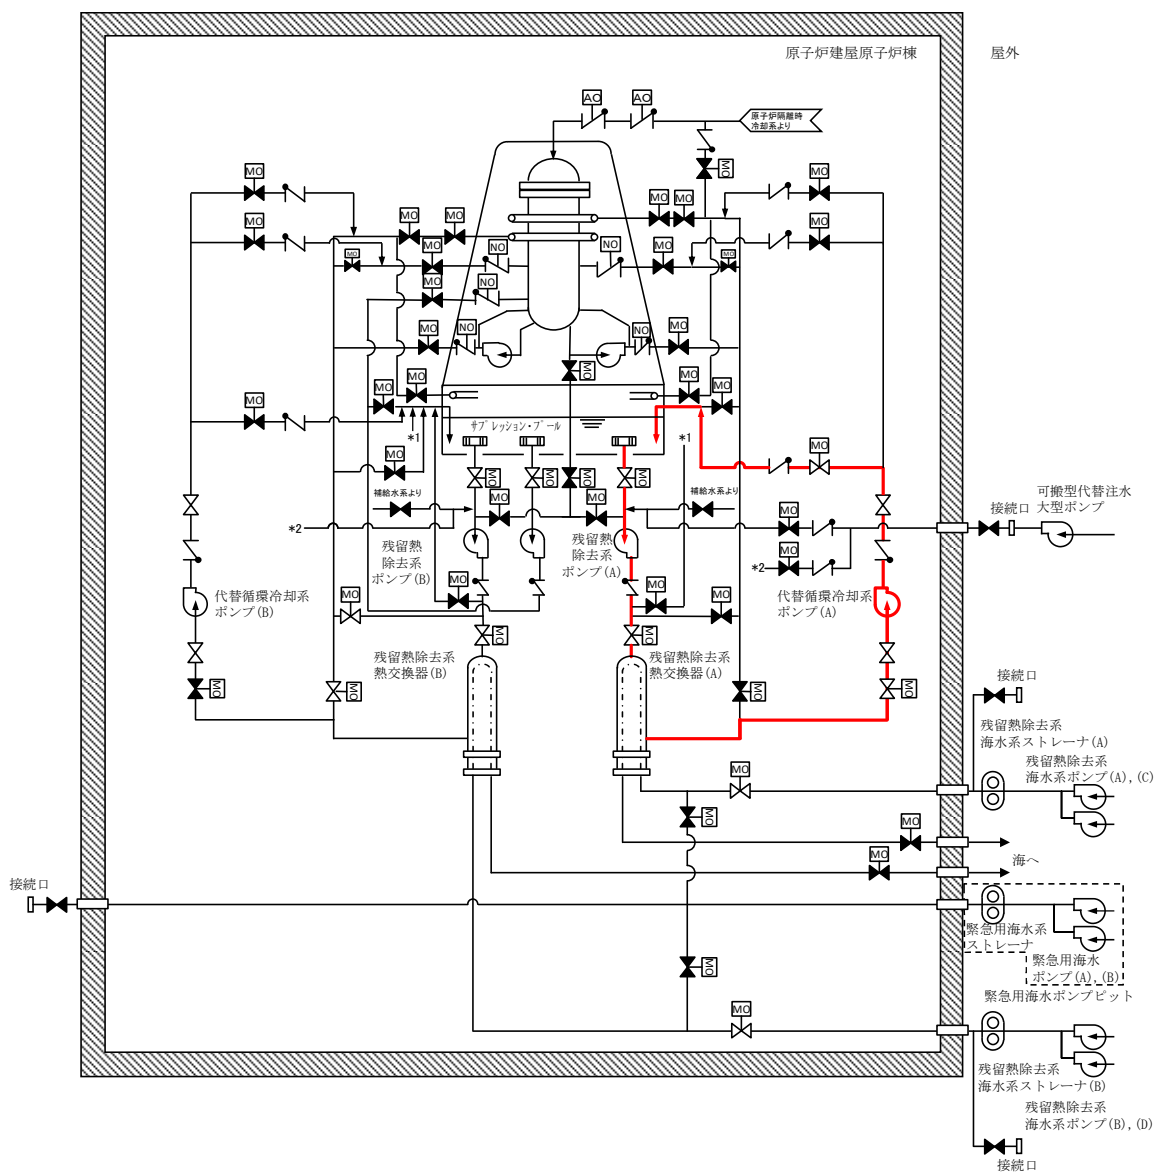 原子炉建屋原子炉棟
屋外
AO
AO
原子炉隔離時
冷却系より
MO
MO
MO
MO
MO
MO
MO
MO
MO
MO
MO
NO
NO
MO
MO
MO
MO
NO
MO
NO
NO
MO
MO
MO
MO
MO
MO
MO
MO
サプレッション・プール
*1
*1
MO
MO
MO
MO
MO
MO
補給水系より
補給水系より
MO
MO
MO
可搬型代替注水
大型ポンプ
接続口
*2
残留熱
除去系
ポンプ(B)
残留熱
除去系
ポンプ(A)
MO
*2
代替循環冷却系
ポンプ(B)
代替循環冷却系
ポンプ(A)
MO
MO
MO
MO
MO
MO
残留熱除去系
熱交換器(B)
残留熱除去系
熱交換器(A)
接続口
MO
MO
MO
MO
残留熱除去系
海水系ストレーナ(A)
残留熱除去系
海水系ポンプ(A),(C)
MO
MO
MO
MO
海へ
接続口
緊急用海水系
ストレーナ
緊急用海水
ポンプ(A),(B)
MO
緊急用海水ポンプピット
MO
残留熱除去系
海水系ストレーナ(B)
残留熱除去系
海水系ポンプ(B),(D)
接続口